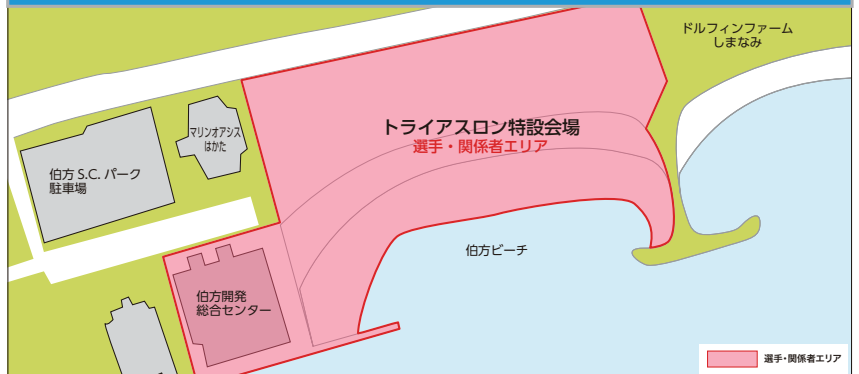 ドルフィンファーム
しまなみ
トライアスロン特設会場
選手・関係者エリア
マリンオアシス
はかた
伯方 S.C. パーク
駐車場
伯方ビーチ
伯方開発
総合センター
選手・関係者エリア